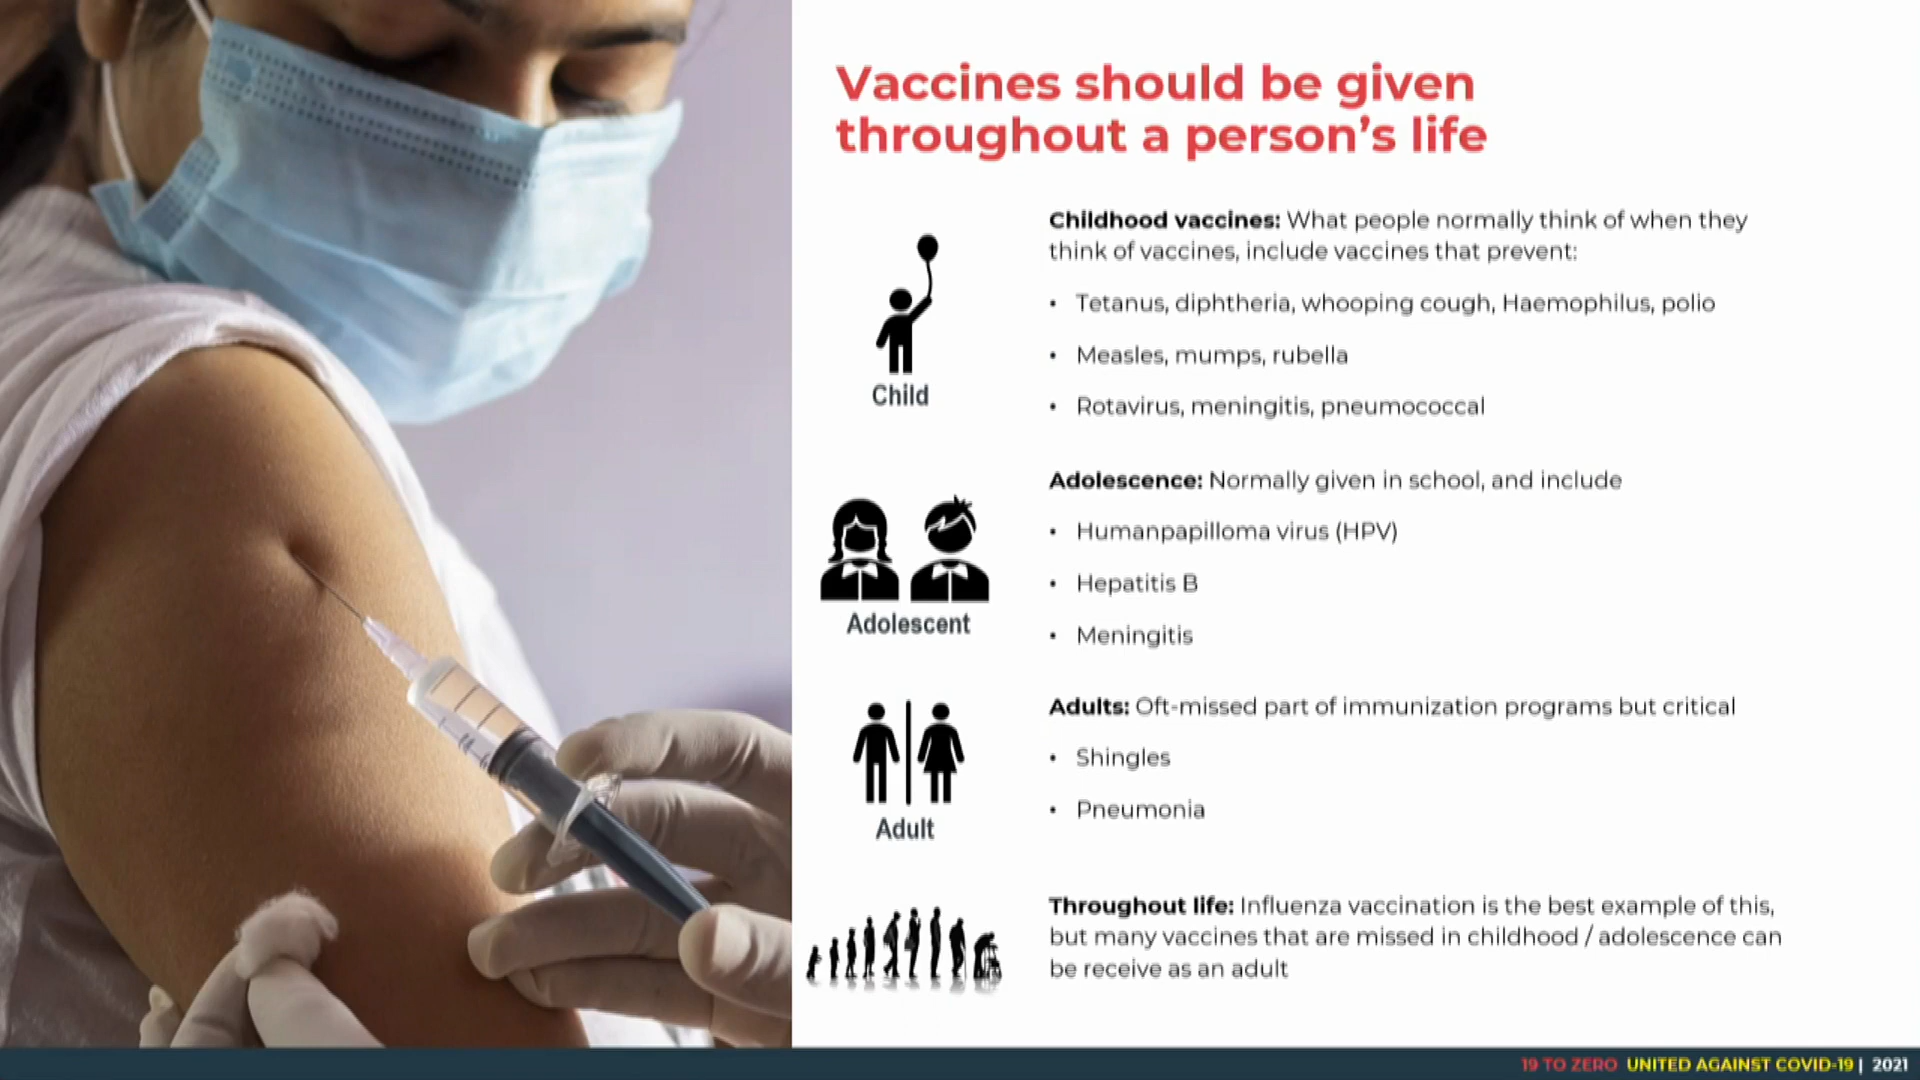 Vaccines should be given
throughout a person's life
Childhood vaccines: What people normally think of when they
think of vaccines, include vaccines that prevent:
• Tetanus, diphtheria, whooping cough, Haemophilus, polio
• Measles, mumps, rubella
• Rotavirus, meningitis, pneumococcal
Child
Adolescence: Normally given in school, and include
• Humanpapilloma virus (HPV)
• Hepatitis B
• Meningitis
Adolescent
Adults: Oft-missed part of immunization programs but critical
• Shingles
• Pneumonia
Adult
Throughout life: Influenza vaccination is the best example of this,
but many vaccines that are missed in childhood / adolescence can
be receive as an adult
19 TO ZERO UNITED AGAINST COVID-19 | 2021